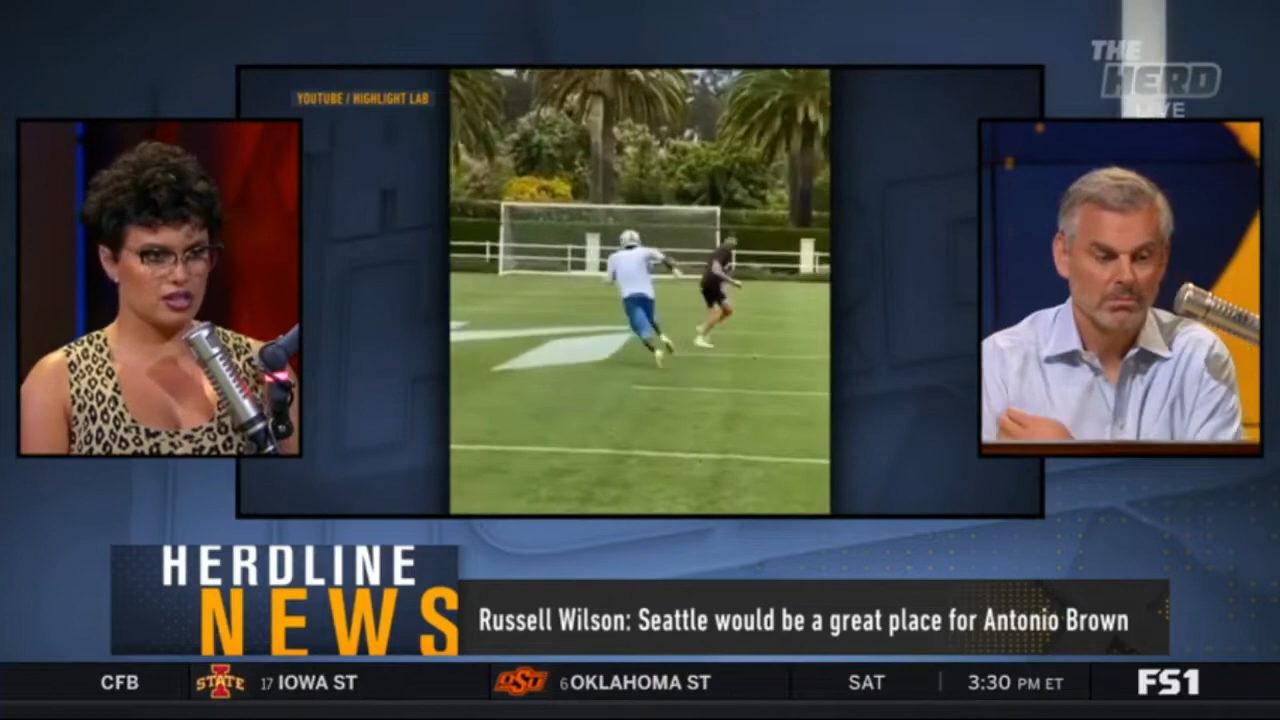 THE
HERD
LIVE
YOUTUBE / HIGHLIGHT LAB
HERDLINE
NEWS
Russell Wilson: Seattle would be a great place for Antonio Brown
CFB
STATE
17 IOWA ST
OSU
6 OKLAHOMA ST
SAT
3:30 PM ET
FS1